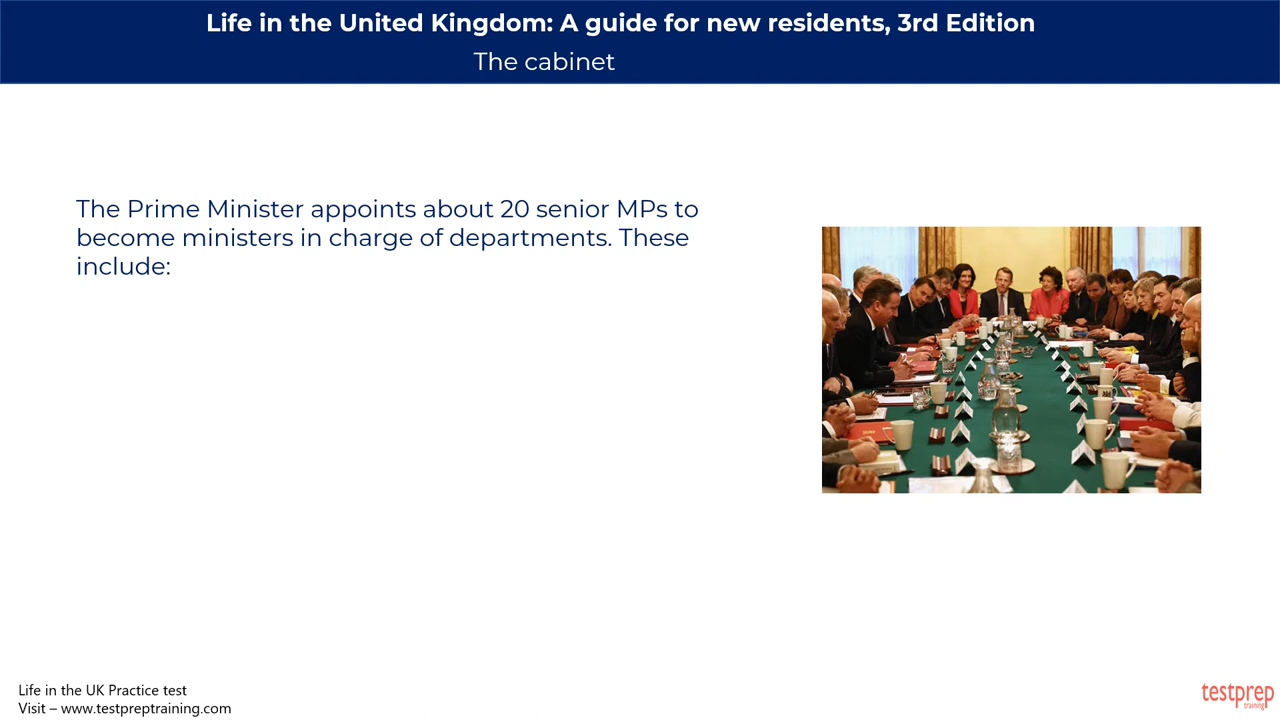 Life in the United Kingdom: A guide for new residents, 3rd Edition
The cabinet
The Prime Minister appoints about 20 senior MPs to
become ministers in charge of departments. These
include:
Life in the UK Practice test
Visit – www.testpreptraining.com
testprep
training